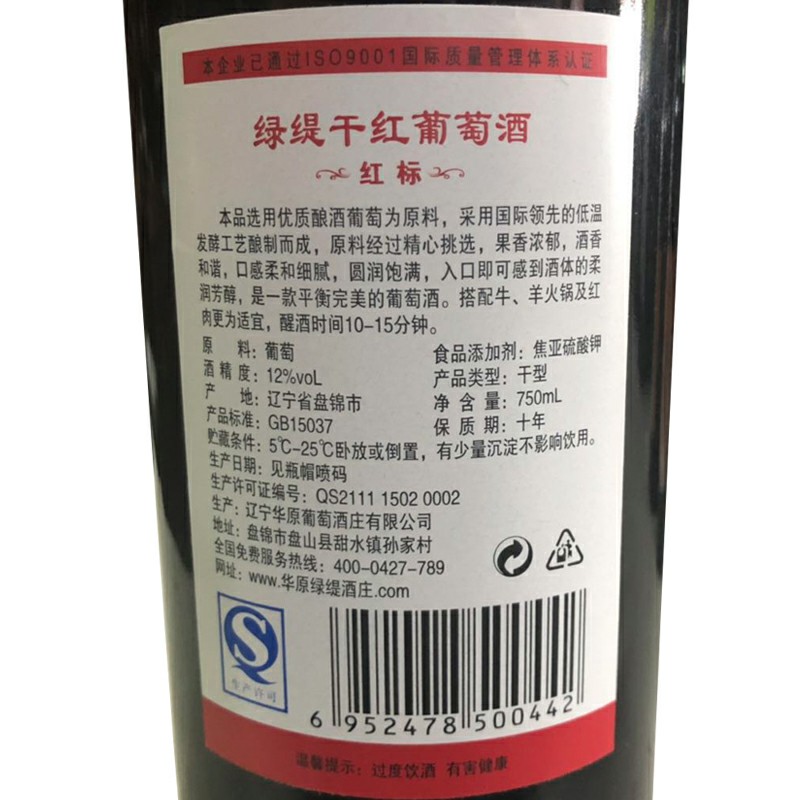 本企业已通过ISO9001国际质量管理体系认证
绿缇干红葡萄酒
红标
本品选用优质酿酒葡萄为原料，采用国际领先的低温
发酵工艺酿制而成，原料经过精心挑选，果香浓郁，酒香
和谐，口感柔和细腻，圆润饱满，入口即可感到酒体的柔
润芳醇，是一款平衡完美的葡萄酒。搭配牛、羊火锅及红
肉更为适宜，醒酒时间10-15分钟。
原 料：葡萄 食品添加剂：焦亚硫酸钾
酒精度：12%voL 产品类型：干型
产 地：辽宁省盘锦市 净含量：750mL
产品标准：GB15037 保质期：十年
贮藏条件：5℃-25℃卧放或倒置，有少量沉淀不影响饮用。
生产日期：见瓶帽喷码
生产许可证编号：QS2111 1502 0002
生产：辽宁华原葡萄酒庄有限公司
地址：盘锦市盘山县甜水镇孙家村
全国免费服务热线：400-0427-789
网址：www.华原绿缇酒庄.com
生产许可
6 952478 500442
温馨提示：过度饮酒 有害健康